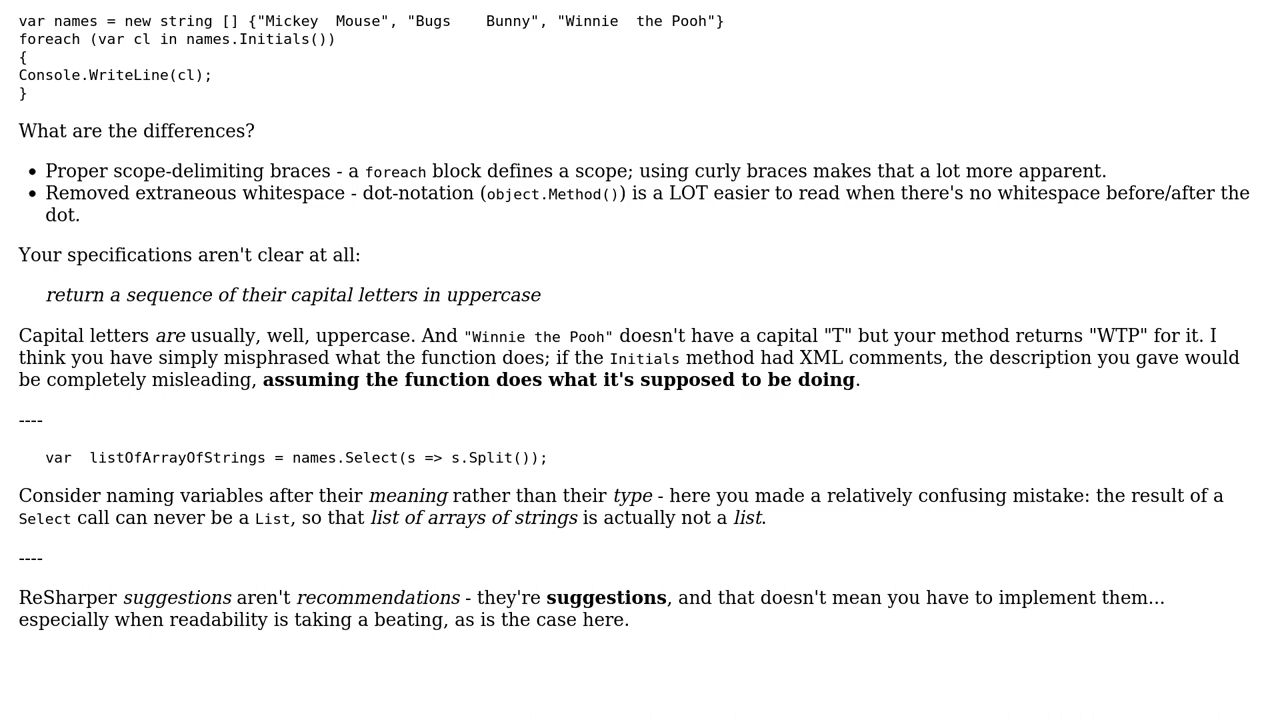 var names = new string [] {"Mickey  Mouse", "Bugs    Bunny", "Winnie  the Pooh"}
foreach (var cl in names.Initials())
{
Console.WriteLine(cl);
}
What are the differences?
• Proper scope-delimiting braces - a foreach block defines a scope; using curly braces makes that a lot more apparent.
• Removed extraneous whitespace - dot-notation (object.Method()) is a LOT easier to read when there's no whitespace before/after the
dot.
Your specifications aren't clear at all:
return a sequence of their capital letters in uppercase
Capital letters are usually, well, uppercase. And "Winnie the Pooh" doesn't have a capital "T" but your method returns "WTP" for it. I
think you have simply misphrased what the function does; if the Initials method had XML comments, the description you gave would
be completely misleading, assuming the function does what it's supposed to be doing.
----
var  listOfArrayOfStrings = names.Select(s => s.Split());
Consider naming variables after their meaning rather than their type - here you made a relatively confusing mistake: the result of a
Select call can never be a List, so that list of arrays of strings is actually not a list.
----
ReSharper suggestions aren't recommendations - they're suggestions, and that doesn't mean you have to implement them...
especially when readability is taking a beating, as is the case here.